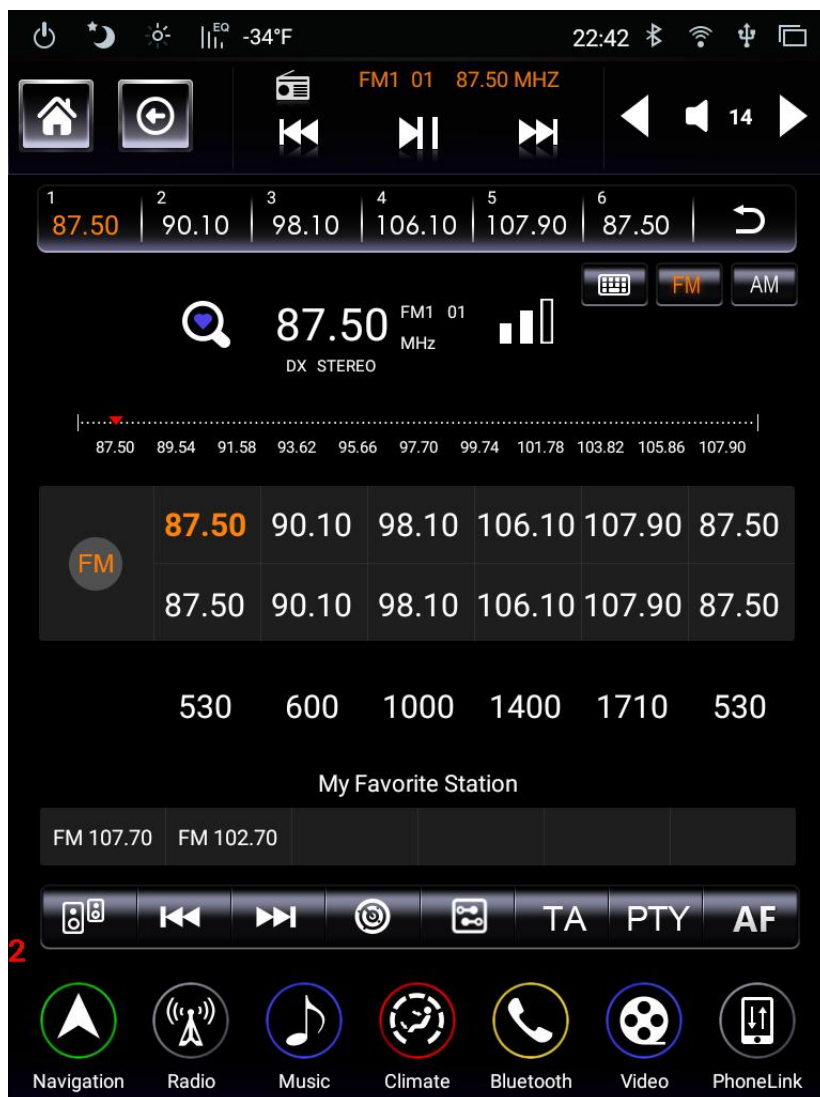 EQ -34°F 22:42
FM1 01 87.50 MHZ
14
1 2 3 4 5 6
87.50 90.10 98.10 106.10 107.90 87.50
FM AM
87.50 FM1 01
MHz
DX STEREO
87.50 89.54 91.58 93.62 95.66 97.70 99.74 101.78 103.82 105.86 107.90
87.50 90.10 98.10 106.10 107.90 87.50
FM
87.50 90.10 98.10 106.10 107.90 87.50
530 600 1000 1400 1710 530
My Favorite Station
FM 107.70 FM 102.70
TA PTY AF
2
Navigation Radio Music Climate Bluetooth Video PhoneLink